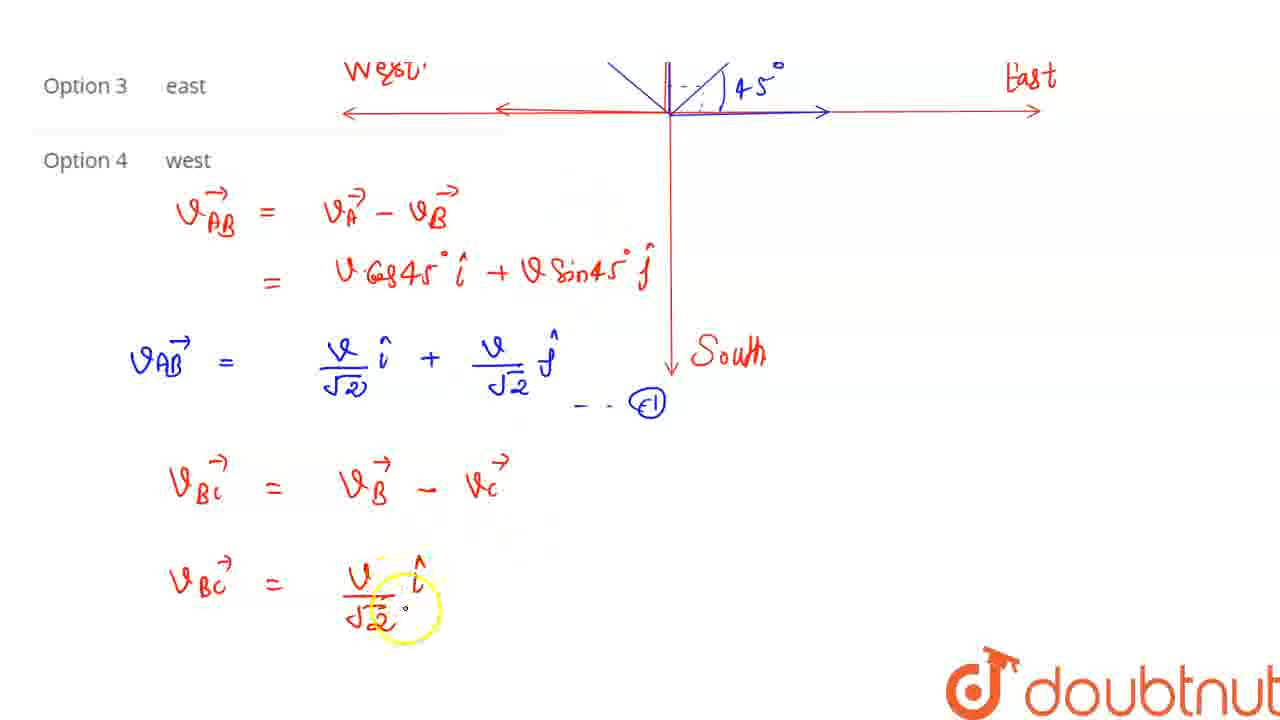 West.
East
Option 3 east
45°
Option 4 west
v⃗AB = v⃗A - v⃗B
= v cos45° î + v sin45° ĵ
South
v⃗AB = v/√2 î + v/√2 ĵ
--- ①
v⃗BC = v⃗B - v⃗C
v⃗BC = v/√2 î
doubtnut